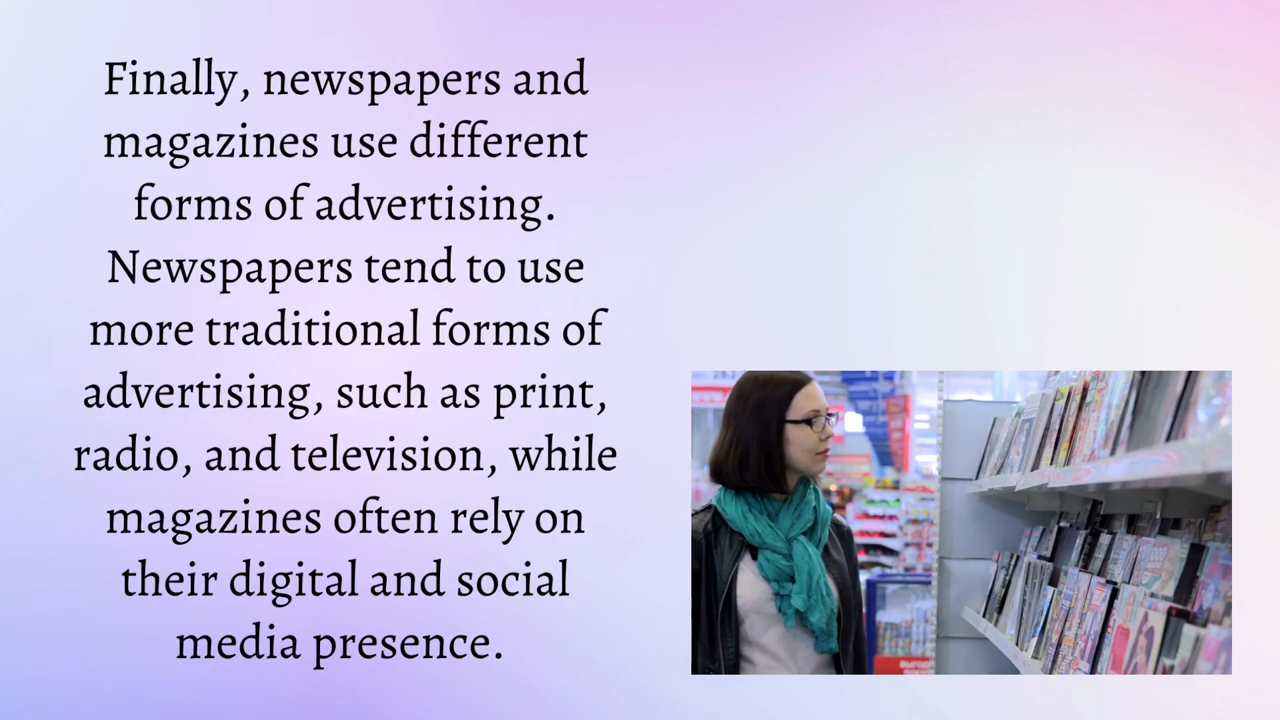 Finally, newspapers and
magazines use different
forms of advertising.
Newspapers tend to use
more traditional forms of
advertising, such as print,
radio, and television, while
magazines often rely on
their digital and social
media presence.